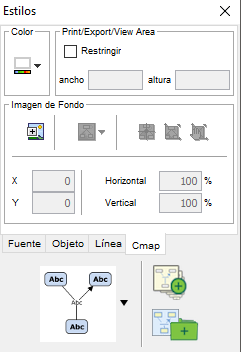 Estilos
Color
Print/Export/View Area
Restringir
ancho
altura
Imagen de Fondo
X 0 Horizontal 100 %
Y 0 Vertical 100 %
Fuente Objeto Línea Cmap
Abc Abc
Abc
Abc